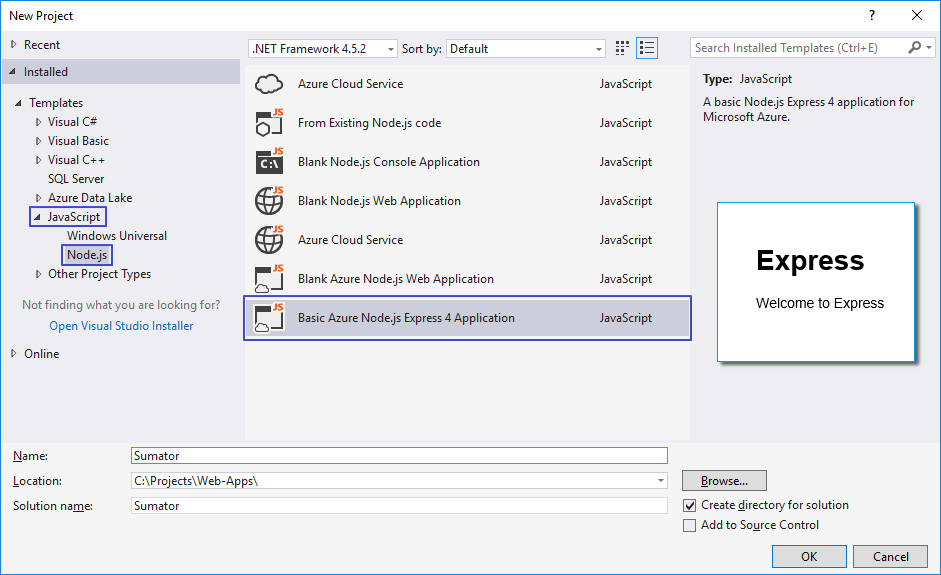 New Project
?
Recent
Installed
Templates
Visual C#
Visual Basic
Visual C++
SQL Server
Azure Data Lake
JavaScript
Windows Universal
Node.js
Other Project Types
Not finding what you are looking for?
Open Visual Studio Installer
Online
.NET Framework 4.5.2
Sort by: Default
Azure Cloud Service JavaScript
JS
From Existing Node.js code JavaScript
JS
C:\
Blank Node.js Console Application JavaScript
JS
Blank Node.js Web Application JavaScript
JS
Azure Cloud Service JavaScript
JS
Blank Azure Node.js Web Application JavaScript
JS
Basic Azure Node.js Express 4 Application JavaScript
Search Installed Templates (Ctrl+E)
Type: JavaScript
A basic Node.js Express 4 application for
Microsoft Azure.
Express
Welcome to Express
Name: Sumator
Location: C:\Projects\Web-Apps\
Browse...
Solution name: Sumator
Create directory for solution
Add to Source Control
OK
Cancel